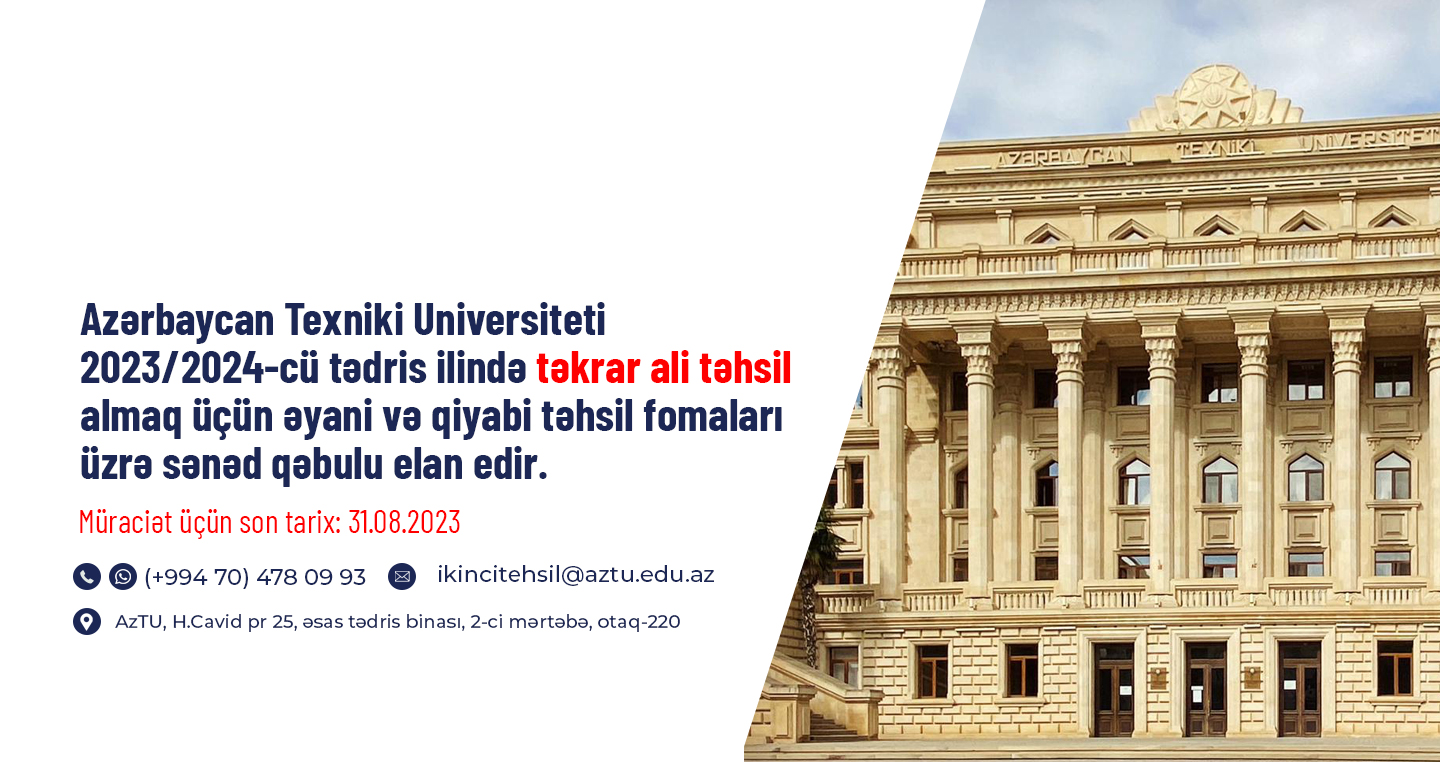 Azərbaycan Texniki Universiteti
2023/2024-cü tədris ilində təkrar ali təhsil
almaq üçün əyani və qiyabi təhsil fomaları
üzrə sənəd qəbulu elan edir.
Müraciət üçün son tarix: 31.08.2023
(+994 70) 478 09 93 ikincitehsil@aztu.edu.az
AzTU, H.Cavid pr 25, əsas tədris binası, 2-ci mərtəbə, otaq-220
AZƏRBAYCAN TEXNİKİ UNİVERSİTET